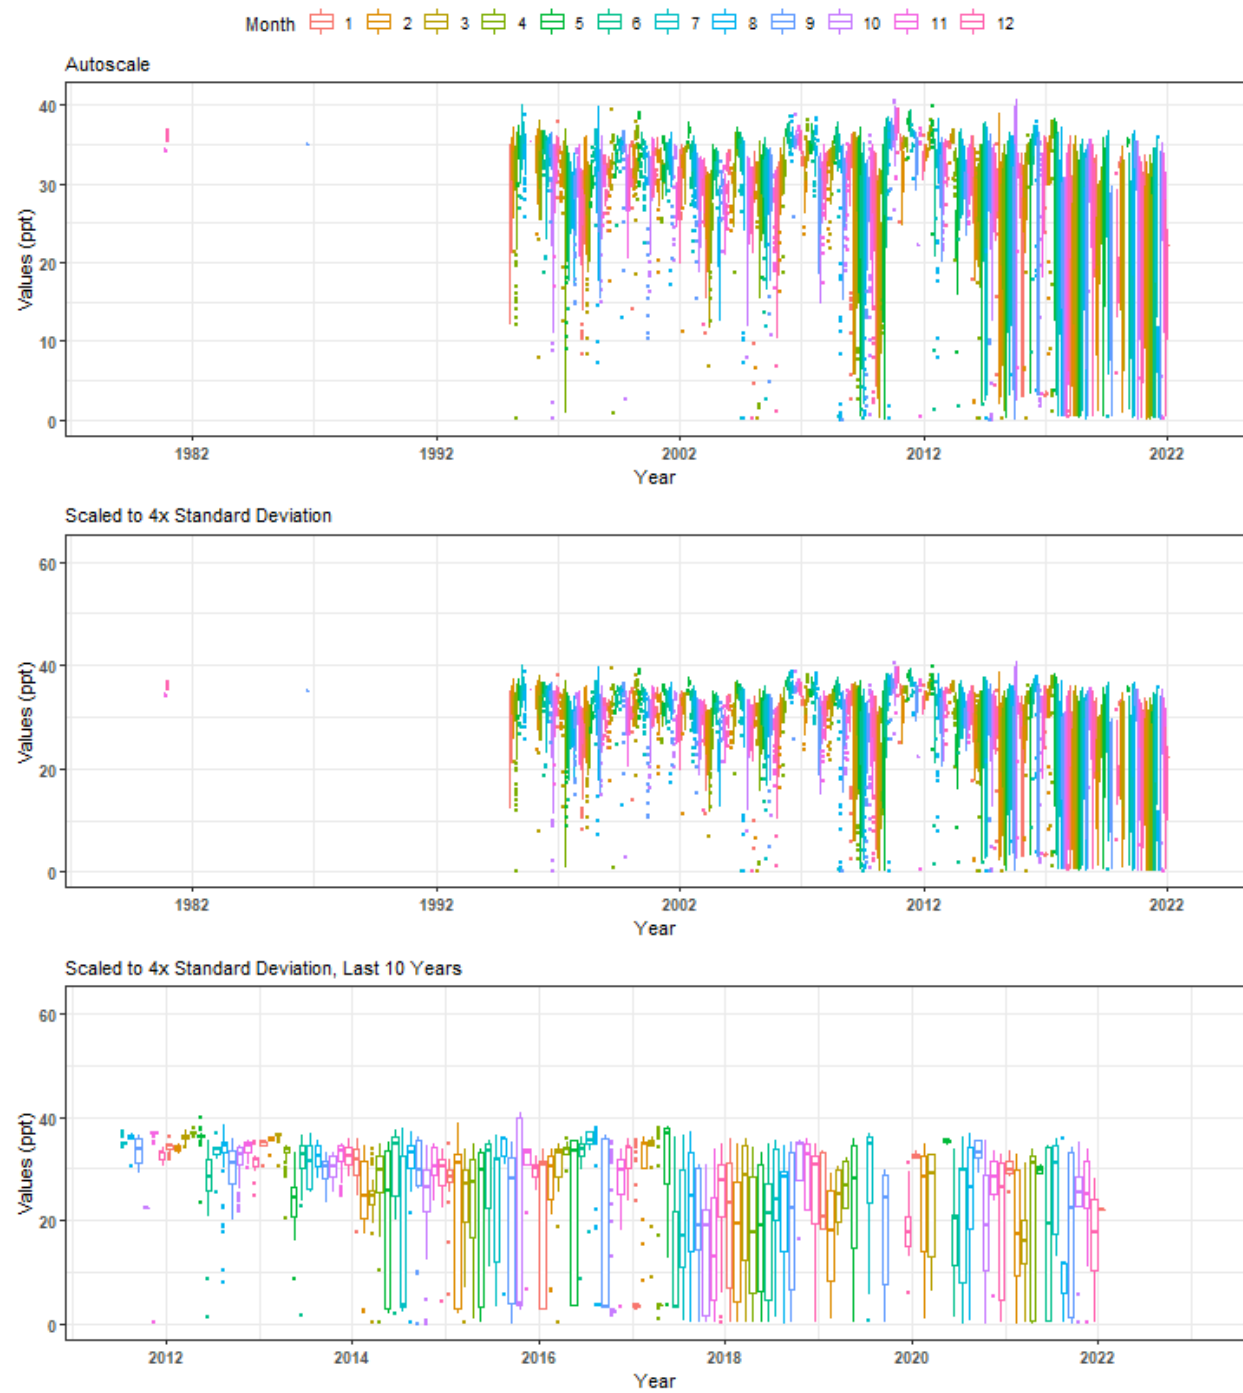 Month 1 2 3 4 5 6 7 8 9 10 11 12
Autoscale
40
30
20
10
0
Values (ppt)
1982 1992 2002 2012 2022
Year
Scaled to 4x Standard Deviation
60
40
20
0
Values (ppt)
1982 1992 2002 2012 2022
Year
Scaled to 4x Standard Deviation, Last 10 Years
60
40
20
0
Values (ppt)
2012 2014 2016 2018 2020 2022
Year